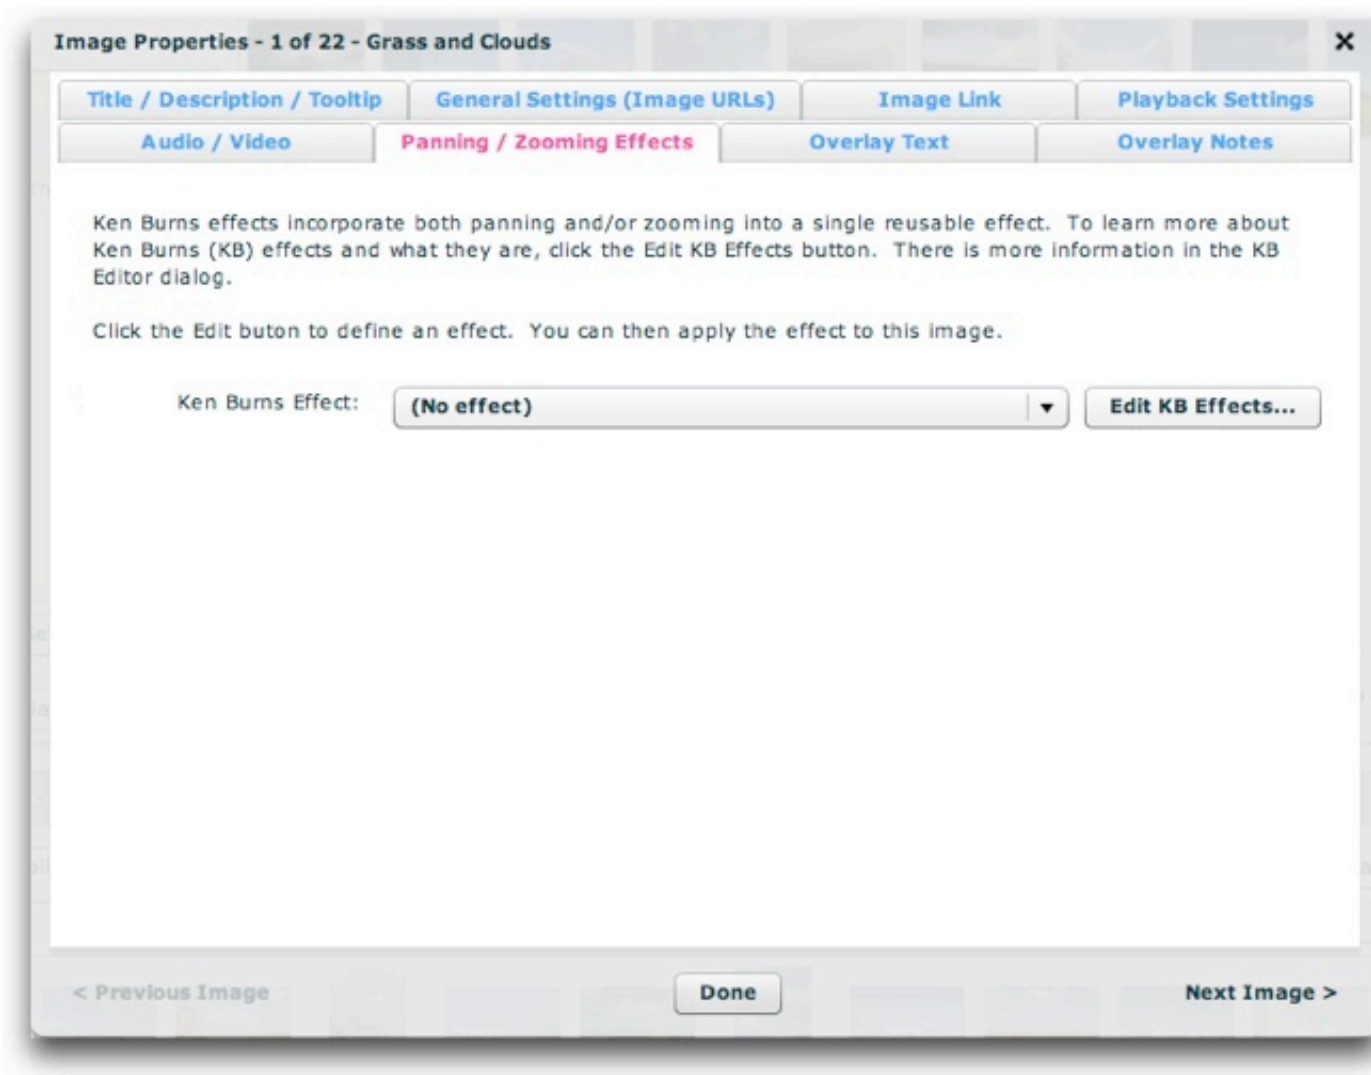 Image Properties - 1 of 22 - Grass and Clouds
Title / Description / Tooltip General Settings (Image URLs) Image Link Playback Settings
Audio / Video Panning / Zooming Effects Overlay Text Overlay Notes
Ken Burns effects incorporate both panning and/or zooming into a single reusable effect. To learn more about
Ken Burns (KB) effects and what they are, click the Edit KB Effects button. There is more information in the KB
Editor dialog.
Click the Edit buton to define an effect. You can then apply the effect to this image.
Ken Burns Effect: (No effect) Edit KB Effects...
< Previous Image Done Next Image >